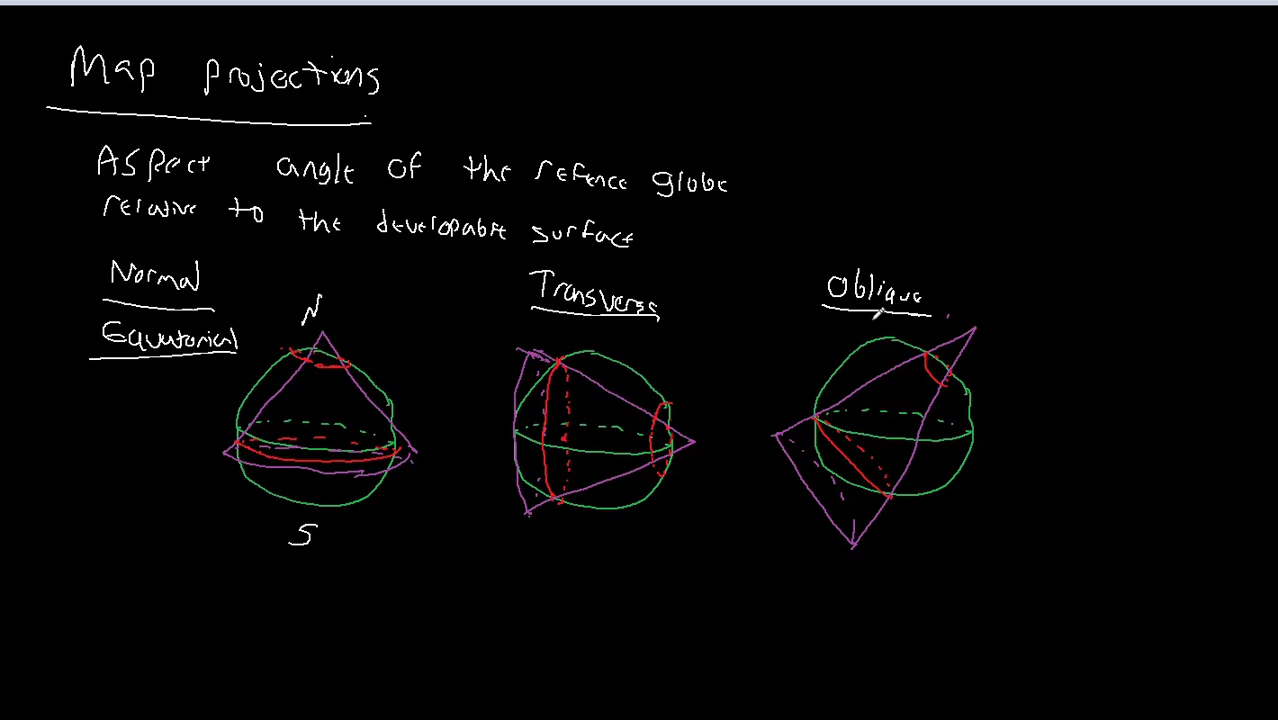 Map projections
Aspect angle of the refence globe
relative to the developable surface
Normal
Equatorial
N
S
Transverse
Oblique